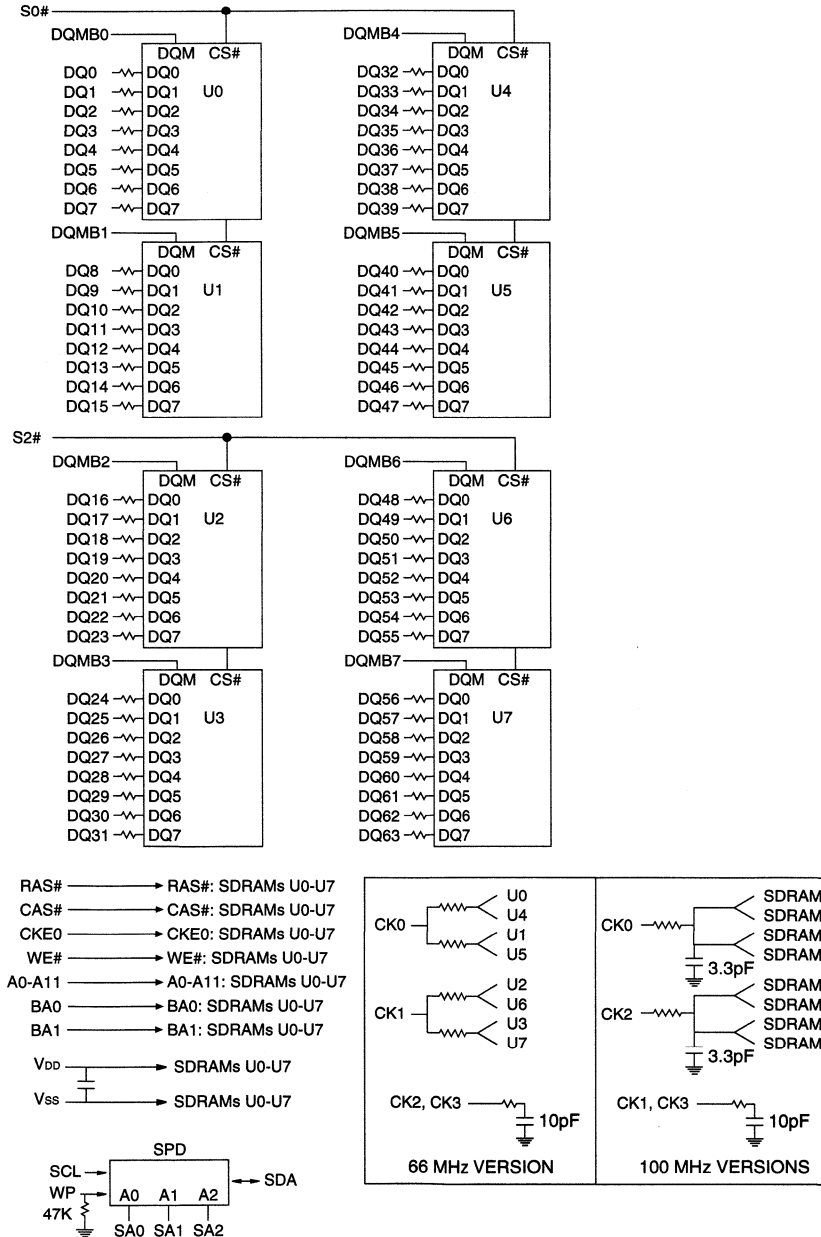 S0#
DQMB0
DQM CS#
DQ0 DQ0
DQ1 DQ1 U0
DQ2 DQ2
DQ3 DQ3
DQ4 DQ4
DQ5 DQ5
DQ6 DQ6
DQ7 DQ7
DQMB4
DQM CS#
DQ32 DQ0
DQ33 DQ1 U4
DQ34 DQ2
DQ35 DQ3
DQ36 DQ4
DQ37 DQ5
DQ38 DQ6
DQ39 DQ7
DQMB1
DQM CS#
DQ8 DQ0
DQ9 DQ1 U1
DQ10 DQ2
DQ11 DQ3
DQ12 DQ4
DQ13 DQ5
DQ14 DQ6
DQ15 DQ7
DQMB5
DQM CS#
DQ40 DQ0
DQ41 DQ1 U5
DQ42 DQ2
DQ43 DQ3
DQ44 DQ4
DQ45 DQ5
DQ46 DQ6
DQ47 DQ7
S2#
DQMB2
DQM CS#
DQ16 DQ0
DQ17 DQ1 U2
DQ18 DQ2
DQ19 DQ3
DQ20 DQ4
DQ21 DQ5
DQ22 DQ6
DQ23 DQ7
DQMB6
DQM CS#
DQ48 DQ0
DQ49 DQ1 U6
DQ50 DQ2
DQ51 DQ3
DQ52 DQ4
DQ53 DQ5
DQ54 DQ6
DQ55 DQ7
DQMB3
DQM CS#
DQ24 DQ0
DQ25 DQ1 U3
DQ26 DQ2
DQ27 DQ3
DQ28 DQ4
DQ29 DQ5
DQ30 DQ6
DQ31 DQ7
DQMB7
DQM CS#
DQ56 DQ0
DQ57 DQ1 U7
DQ58 DQ2
DQ59 DQ3
DQ60 DQ4
DQ61 DQ5
DQ62 DQ6
DQ63 DQ7
RAS# RAS#: SDRAMs U0-U7
CAS# CAS#: SDRAMs U0-U7
CKE0 CKE0: SDRAMs U0-U7
WE# WE#: SDRAMs U0-U7
A0-A11 A0-A11: SDRAMs U0-U7
BA0 BA0: SDRAMs U0-U7
BA1 BA1: SDRAMs U0-U7
VDD SDRAMs U0-U7
VSS SDRAMs U0-U7
SPD
SCL
SDA
WP
A0 A1 A2
47K
SA0 SA1 SA2
CK0
U0
U4
U1
U5
CK1
U2
U6
U3
U7
CK2, CK3
10pF
66 MHz VERSION
CK0
SDRAM
SDRAM
SDRAM
SDRAM
3.3pF
CK2
SDRAM
SDRAM
SDRAM
SDRAM
3.3pF
CK1, CK3
10pF
100 MHz VERSIONS